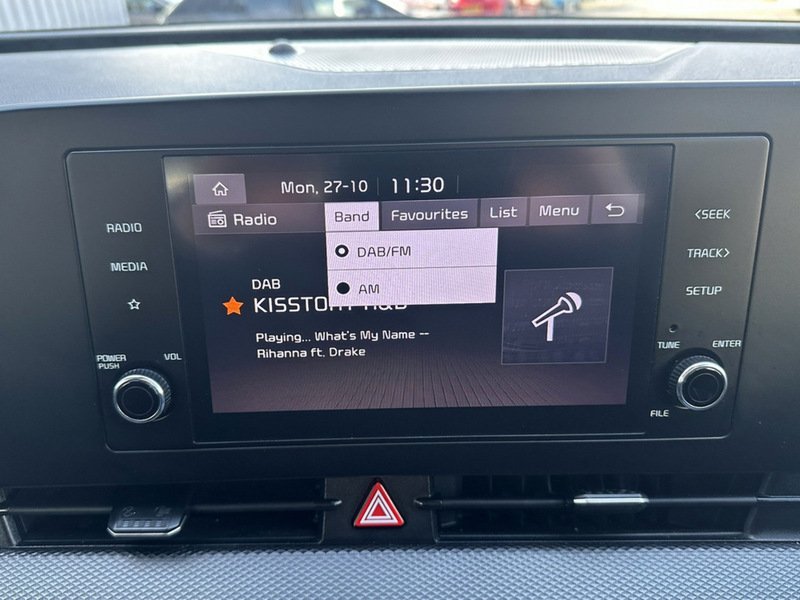 Mon, 27-10 11:30
Radio Band Favourites List Menu
DAB/FM
AM
DAB
KISSTORY R&B
Playing... What's My Name --
Rihanna ft. Drake
RADIO
MEDIA
POWER
PUSH
VOL
<SEEK
TRACK>
SETUP
TUNE
ENTER
FILE